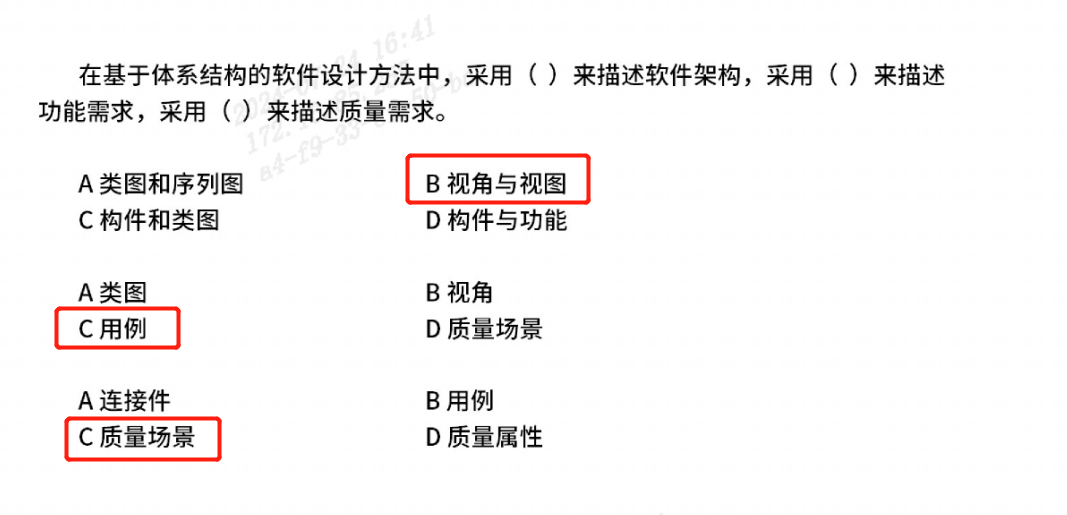 在基于体系结构的软件设计方法中，采用（ ）来描述软件架构，采用（ ）来描述
功能需求，采用（ ）来描述质量需求。
A 类图和序列图 B 视角与视图
C 构件和类图 D 构件与功能
A 类图 B 视角
C 用例 D 质量场景
A 连接件 B 用例
C 质量场景 D 质量属性